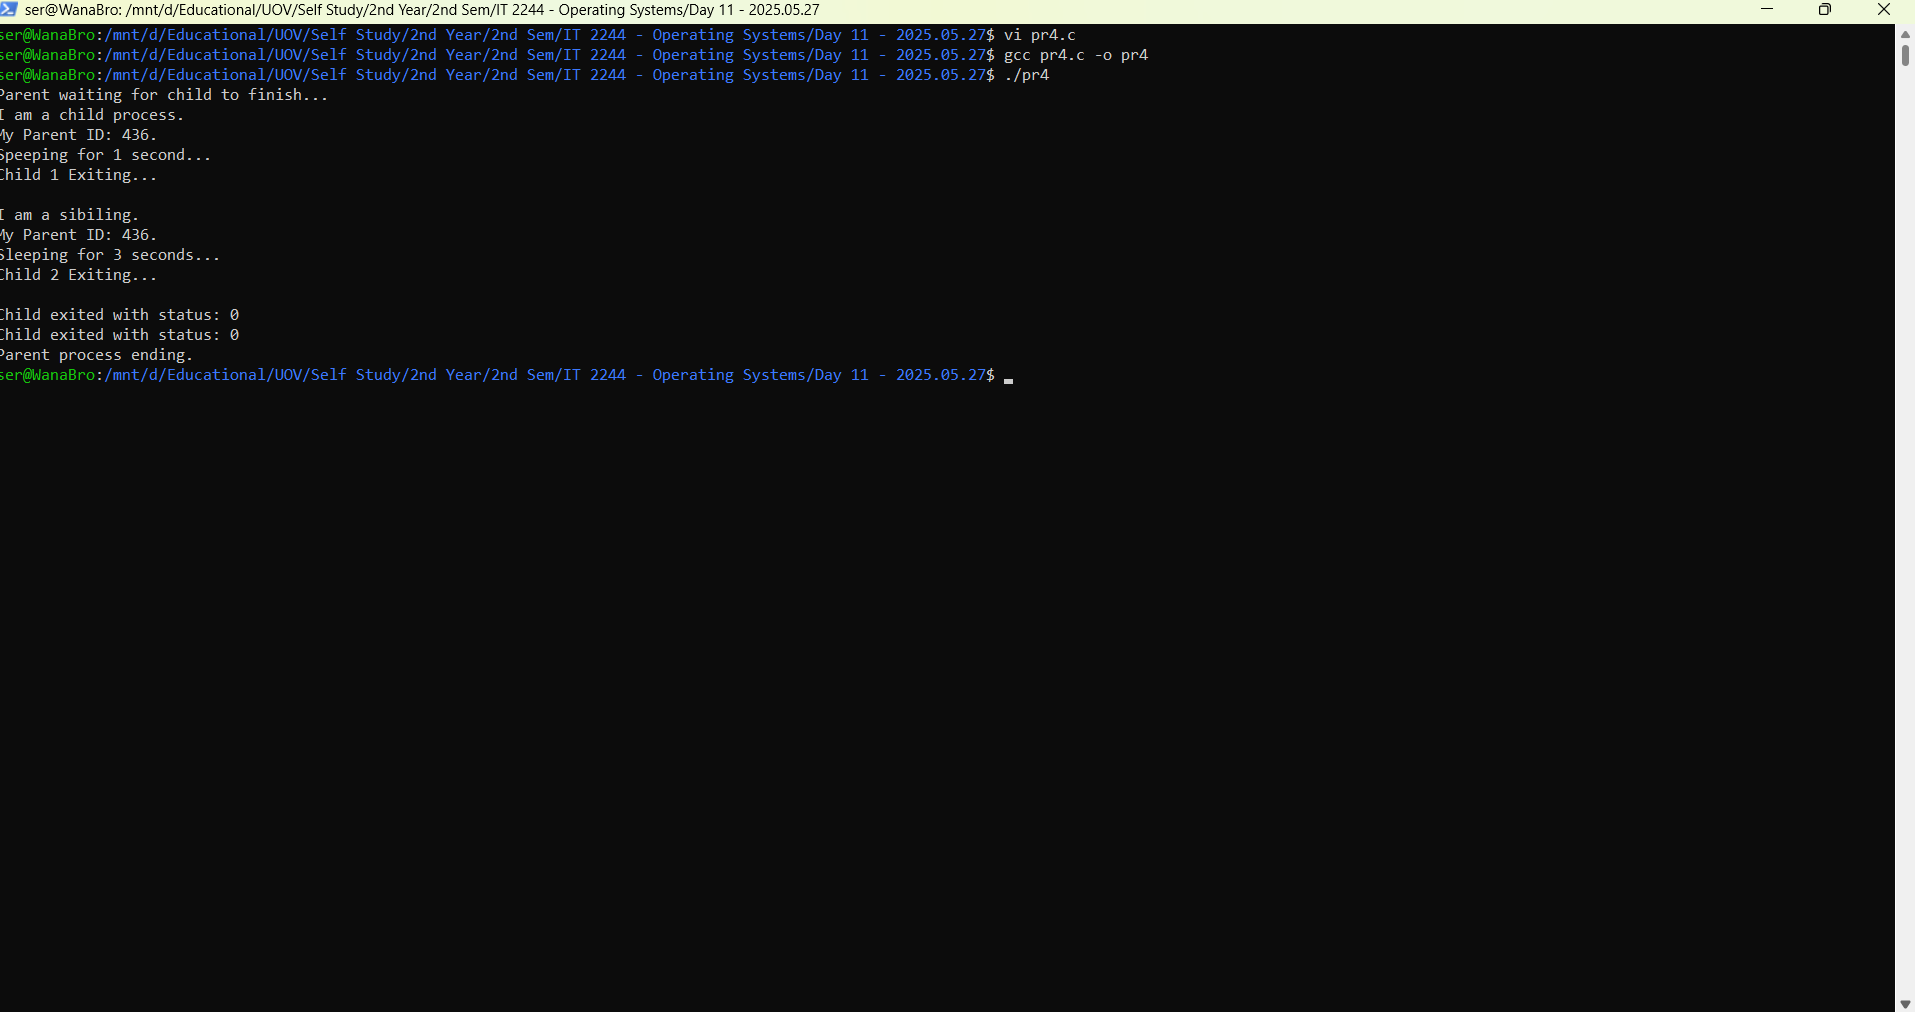 ser@WanaBro: /mnt/d/Educational/UOV/Self Study/2nd Year/2nd Sem/IT 2244 - Operating Systems/Day 11 - 2025.05.27
ser@WanaBro:/mnt/d/Educational/UOV/Self Study/2nd Year/2nd Sem/IT 2244 - Operating Systems/Day 11 - 2025.05.27$ vi pr4.c
ser@WanaBro:/mnt/d/Educational/UOV/Self Study/2nd Year/2nd Sem/IT 2244 - Operating Systems/Day 11 - 2025.05.27$ gcc pr4.c -o pr4
ser@WanaBro:/mnt/d/Educational/UOV/Self Study/2nd Year/2nd Sem/IT 2244 - Operating Systems/Day 11 - 2025.05.27$ ./pr4
Parent waiting for child to finish...
I am a child process.
My Parent ID: 436.
Speeping for 1 second...
Child 1 Exiting...
I am a sibiling.
My Parent ID: 436.
Sleeping for 3 seconds...
Child 2 Exiting...
Child exited with status: 0
Child exited with status: 0
Parent process ending.
ser@WanaBro:/mnt/d/Educational/UOV/Self Study/2nd Year/2nd Sem/IT 2244 - Operating Systems/Day 11 - 2025.05.27$